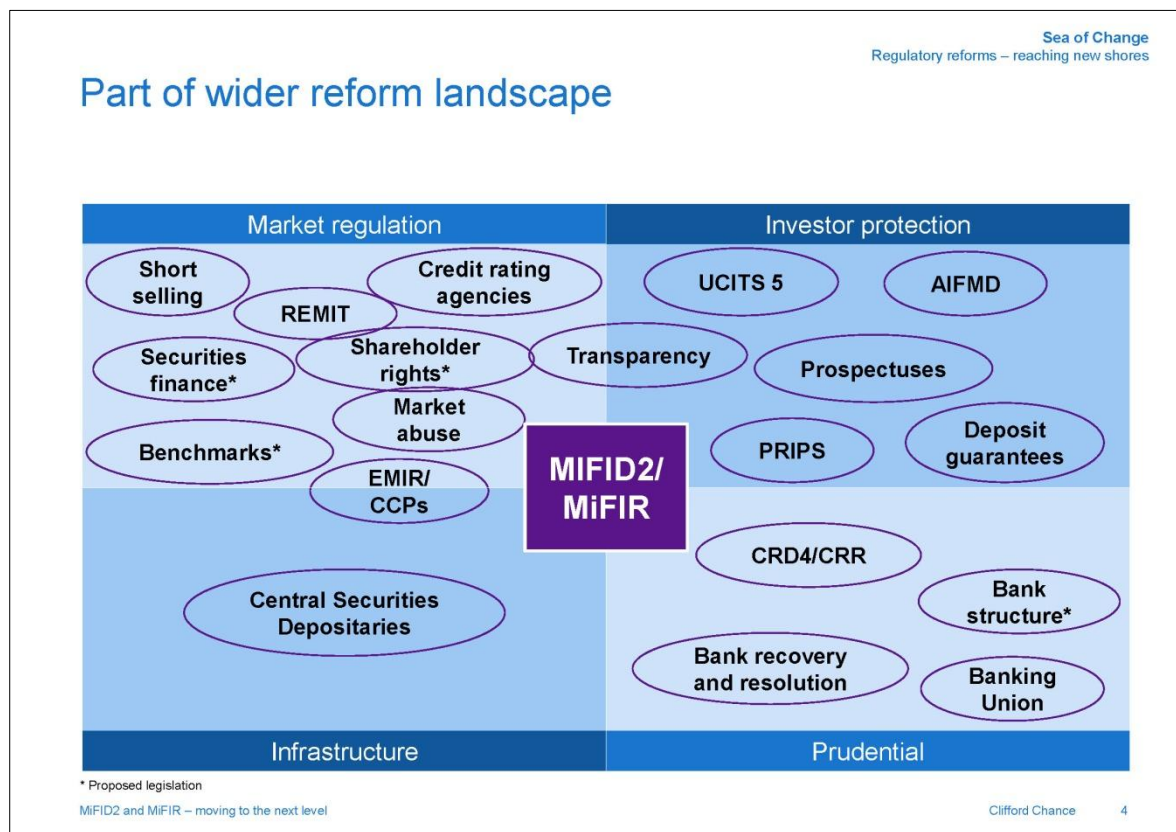 Sea of Change
Regulatory reforms – reaching new shores
Part of wider reform landscape
Market regulation
Investor protection
Short
selling
REMIT
Credit rating
agencies
Securities
finance*
Shareholder
rights*
Market
abuse
Benchmarks*
EMIR/
CCPs
Transparency
UCITS 5
AIFMD
Prospectuses
PRIPS
Deposit
guarantees
MIFID2/
MiFIR
Central Securities
Depositaries
CRD4/CRR
Bank
structure*
Bank recovery
and resolution
Banking
Union
Infrastructure
Prudential
* Proposed legislation
MiFID2 and MiFIR – moving to the next level
Clifford Chance
4